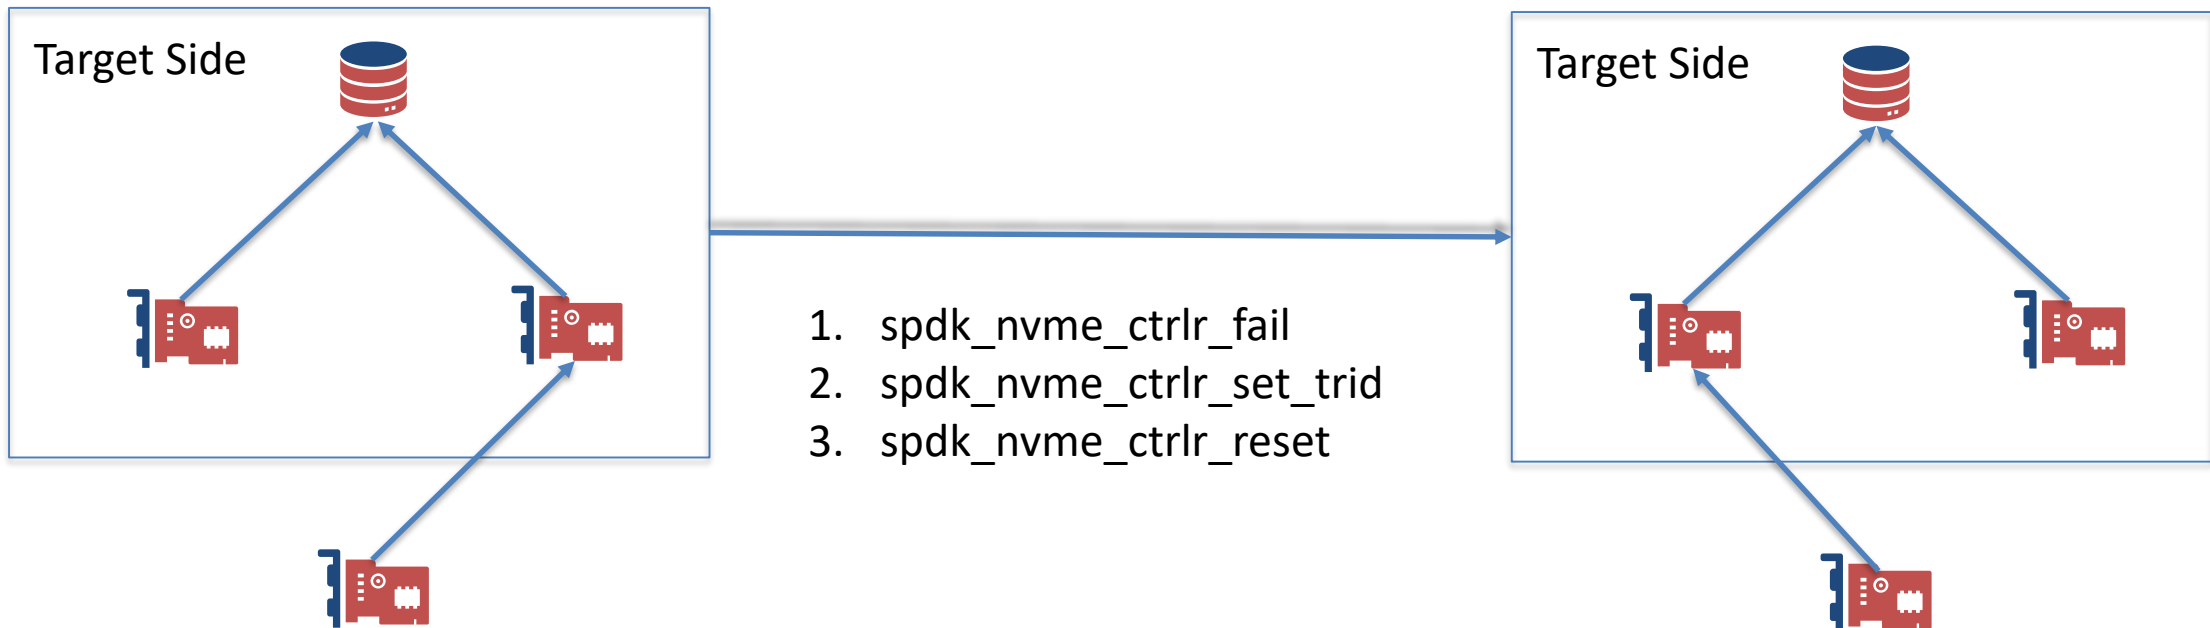 Target Side
Target Side
1. spdk_nvme_ctrlr_fail
2. spdk_nvme_ctrlr_set_trid
3. spdk_nvme_ctrlr_reset